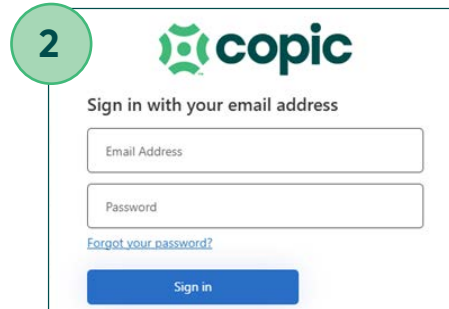 2
copic
Sign in with your email address
Email Address
Password
Forgot your password?
Sign in